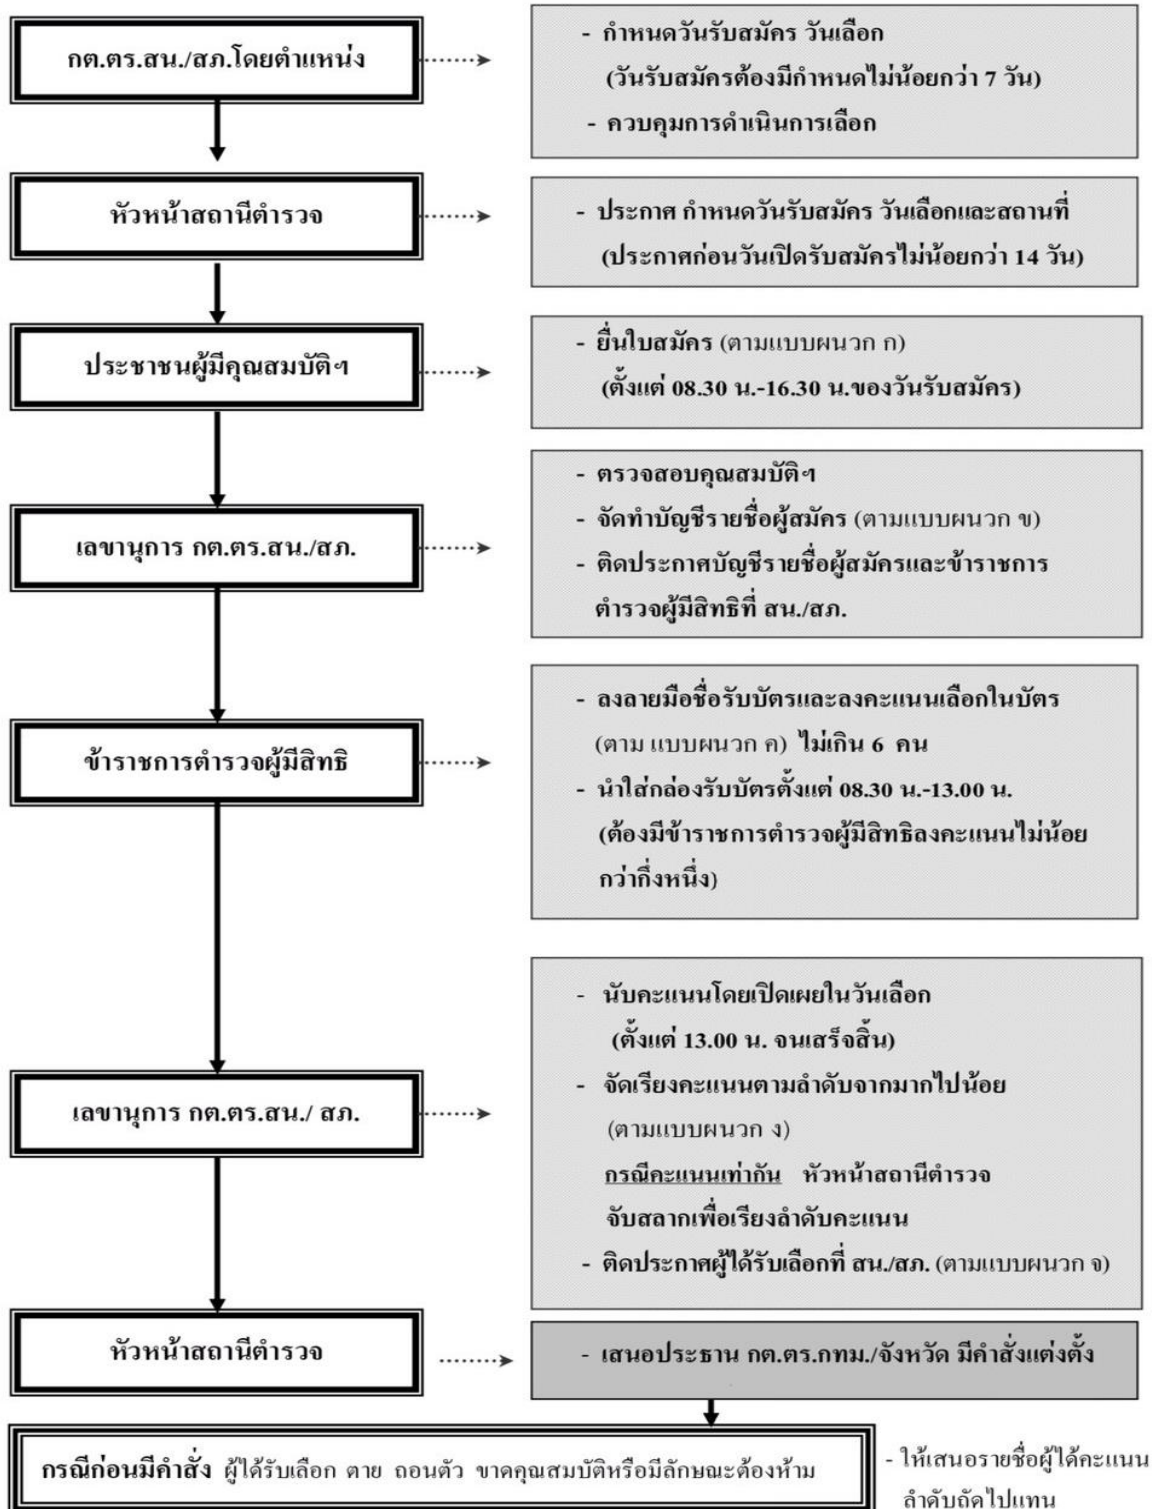 กต.ตร.สน./สภ.โดยตำแหน่ง
- กำหนดวันรับสมัคร วันเลือก
(วันรับสมัครต้องมีกำหนดไม่น้อยกว่า 7 วัน)
- ควบคุมการดำเนินการเลือก
หัวหน้าสถานีตำรวจ
- ประกาศ กำหนดวันรับสมัคร วันเลือกและสถานที่
(ประกาศก่อนวันเปิดรับสมัครไม่น้อยกว่า 14 วัน)
ประชาชนผู้มีคุณสมบัติฯ
- ยื่นใบสมัคร (ตามแบบผนวก ก)
(ตั้งแต่ 08.30 น.-16.30 น.ของวันรับสมัคร)
เลขานุการ กต.ตร.สน./สภ.
- ตรวจสอบคุณสมบัติฯ
- จัดทำบัญชีรายชื่อผู้สมัคร (ตามแบบผนวก ข)
- ติดประกาศบัญชีรายชื่อผู้สมัครและข้าราชการ
ตำรวจผู้มีสิทธิที่ สน./สภ.
ข้าราชการตำรวจผู้มีสิทธิ
- ลงลายมือชื่อรับบัตรและลงคะแนนเลือกในบัตร
(ตาม แบบผนวก ค) ไม่เกิน 6 คน
- นำใส่กล่องรับบัตรตั้งแต่ 08.30 น.-13.00 น.
(ต้องมีข้าราชการตำรวจผู้มีสิทธิลงคะแนนไม่น้อย
กว่ากึ่งหนึ่ง)
เลขานุการ กต.ตร.สน./ สภ.
- นับคะแนนโดยเปิดเผยในวันเลือก
(ตั้งแต่ 13.00 น. จนเสร็จสิ้น)
- จัดเรียงคะแนนตามลำดับจากมากไปน้อย
(ตามแบบผนวก ง)
กรณีคะแนนเท่ากัน หัวหน้าสถานีตำรวจ
จับสลากเพื่อเรียงลำดับคะแนน
- ติดประกาศผู้ได้รับเลือกที่ สน./สภ. (ตามแบบผนวก จ)
หัวหน้าสถานีตำรวจ
- เสนอประธาน กต.ตร.กทม./จังหวัด มีคำสั่งแต่งตั้ง
กรณีก่อนมีคำสั่ง ผู้ได้รับเลือก ตาย ถอนตัว ขาดคุณสมบัติหรือมีลักษณะต้องห้าม
- ให้เสนอรายชื่อผู้ได้คะแนน
ลำดับถัดไปแทน